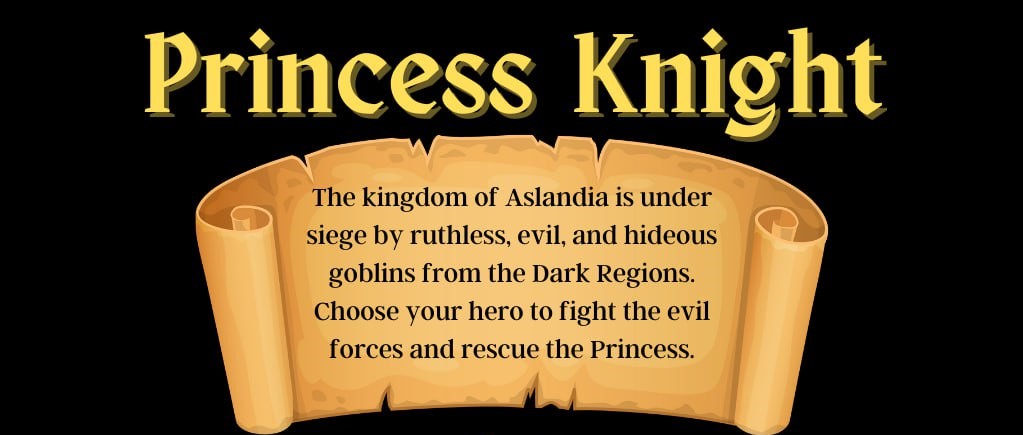 Princess Knight
The kingdom of Aslandia is under
siege by ruthless, evil, and hideous
goblins from the Dark Regions.
Choose your hero to fight the evil
forces and rescue the Princess.